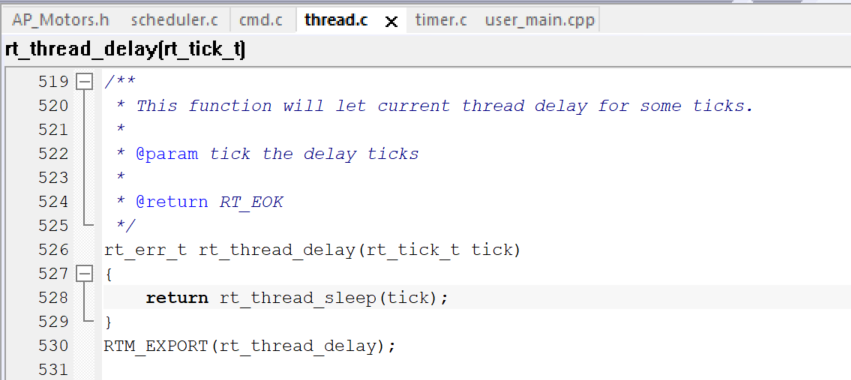 AP_Motors.h scheduler.c cmd.c thread.c x timer.c user_main.cpp
rt_thread_delay(rt_tick_t)
519 /**
520 * This function will let current thread delay for some ticks.
521 *
522 * @param tick the delay ticks
523 *
524 * @return RT_EOK
525 */
526 rt_err_t rt_thread_delay(rt_tick_t tick)
527 {
528 return rt_thread_sleep(tick);
529 }
530 RTM_EXPORT(rt_thread_delay);
531